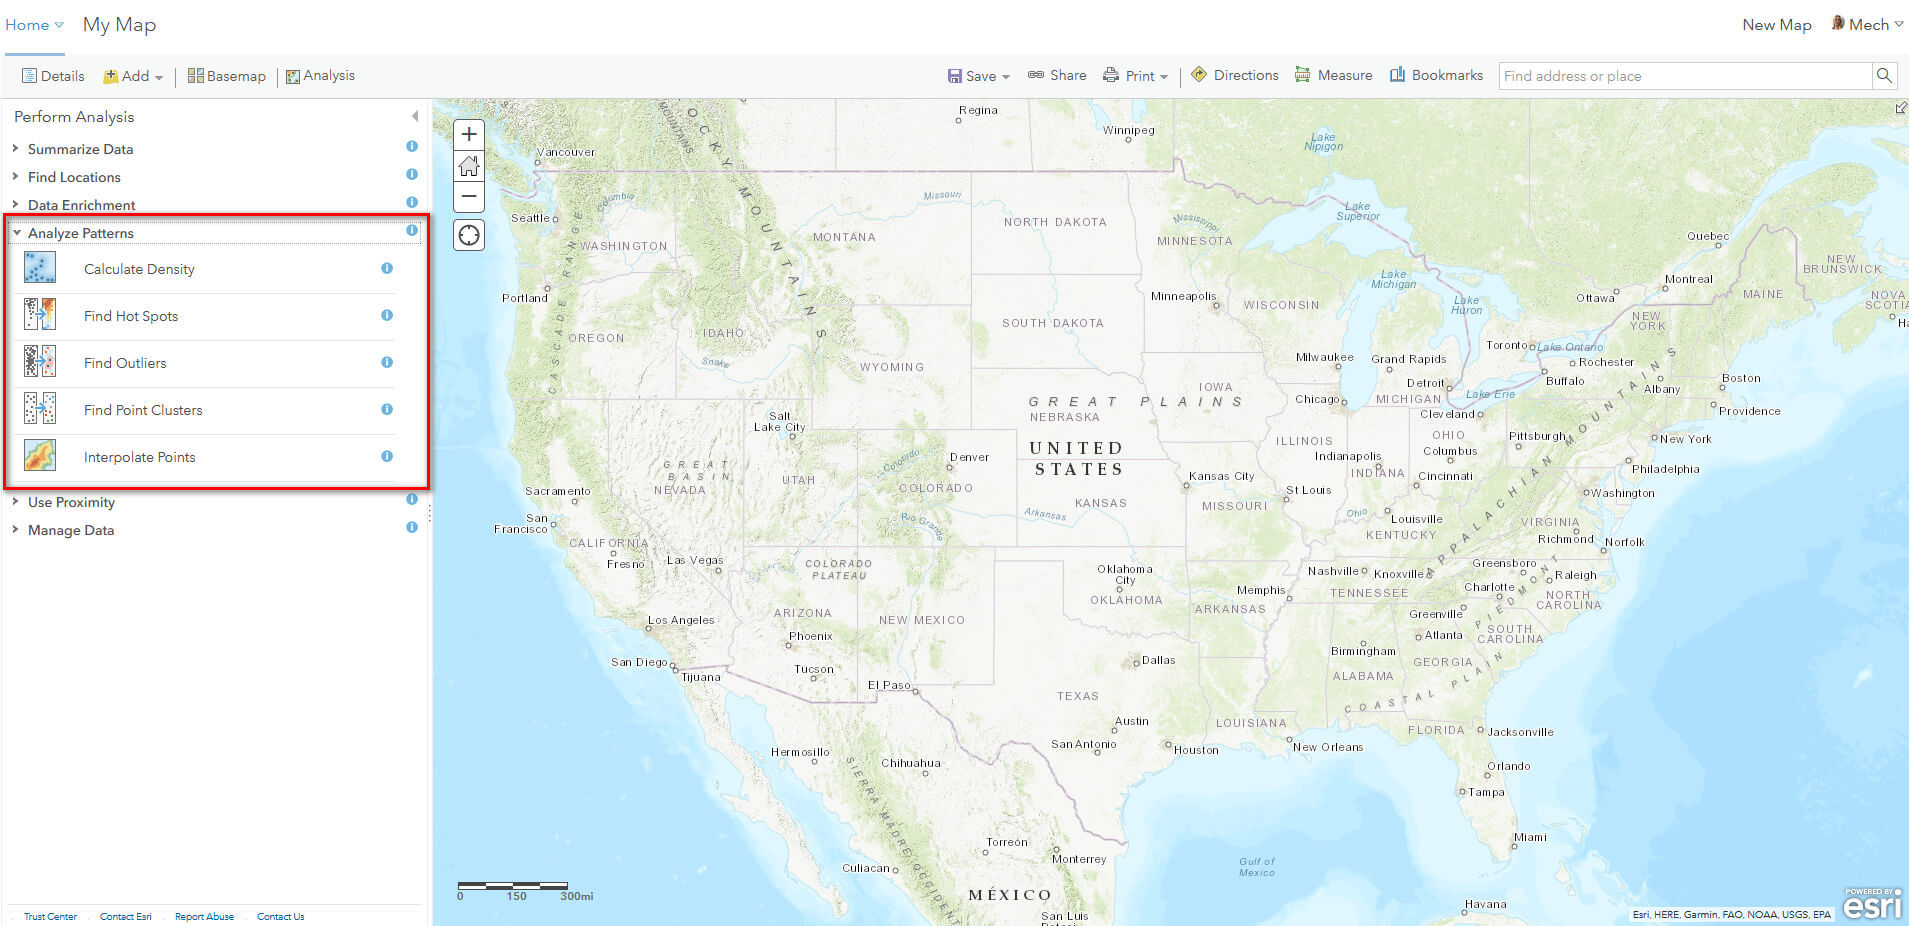 Home
My Map
New Map
Mech
Details
Add
Basemap
Analysis
Save
Share
Print
Directions
Measure
Bookmarks
Find address or place
Perform Analysis
Summarize Data
Find Locations
Data Enrichment
Analyze Patterns
Calculate Density
Find Hot Spots
Find Outliers
Find Point Clusters
Interpolate Points
Use Proximity
Manage Data
Trust Center
Contact Esri
Report Abuse
Contact Us
OCKY MOUNTAINS
MOUNTAINS
Regina
Winnipeg
Lake
Nipigon
Vancouver
Columbia
Missouri
Mississippi
Lake
Superior
Seattle
WASHINGTON
MONTANA
NORTH DAKOTA
MINNESOTA
Quebec
NEW
BRUNSWICK
Portland
Minneapolis
WISCONSIN
Lake
Michigan
Lake
Huron
Ottawa
Montreal
MAINE
NOVA
SCOTIA
Ha
CASCADE RANGE
OREGON
IDAHO
Snake
SOUTH DAKOTA
WYOMING
Milwaukee
Grand Rapids
Toronto
Lake Ontario
NEW
YORK
Rochester
Buffalo
Albany
Boston
Providence
IOWA
Chicago
MICHIGAN
Detroit
Lake Erie
Cleveland
GREAT PLAINS
NEBRASKA
Salt
Lake City
UNITED
STATES
ILLINOIS
Indianapolis
INDIANA
OHIO
Columbus
Cincinnati
Pittsburgh
New York
Philadelphia
Washington
APPALACHIAN MOUNTAINS
GREAT
BASIN
NEVADA
UTAH
Colorado
Denver
COLORADO
Kansas City
KANSAS
St Louis
MISSOURI
Sacramento
San
Francisco
Rio Grande
Arkansas
Ohio
Louisville
KENTUCKY
VIRGINIA
Richmond
Norfolk
CALIFORNIA
Fresno
Las Vegas
COLORADO
PLATEAU
Oklahoma
City
OKLAHOMA
Nashville
Knoxville
TENNESSEE
Greensboro
Raleigh
Charlotte
NORTH
CAROLINA
Memphis
ARKANSAS
Greenville
PIEDMONT
SOUTH
CAROLINA
Los Angeles
ARIZONA
Phoenix
NEW MEXICO
Atlanta
Birmingham
GEORGIA
ALABAMA
San Diego
Tijuana
Tucson
El Paso
Dallas
TEXAS
COASTAL PLAIN
LOUISIANA
Austin
San Antonio
Houston
New Orleans
FLORIDA
Jacksonville
Hermosillo
Chihuahua
SIERRA MADRE OCCIDENT
Orlando
Tampa
Miami
Torreón
Monterrey
Culiacan
Gulf of
Mexico
MÉXICO
San Luis
Potosi
Havana
0 150 300mi
Esri, HERE, Garmin, FAO, NOAA, USGS, EPA
POWERED BY
esri